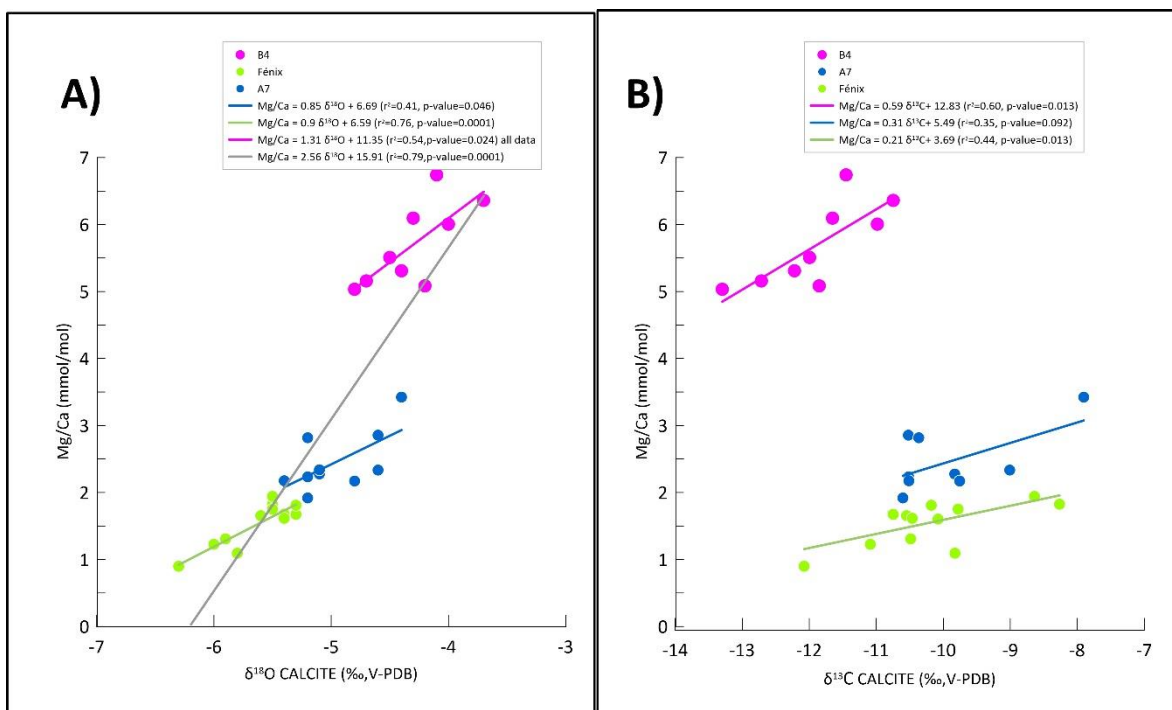 A)
B4
Fénix
A7
Mg/Ca = 0.85 δ¹⁸O + 6.69 (r²=0.41, p-value=0.046)
Mg/Ca = 0.9 δ¹⁸O + 6.59 (r²=0.76, p-value=0.0001)
Mg/Ca = 1.31 δ¹⁸O + 11.35 (r²=0.54,p-value=0.024) all data
Mg/Ca = 2.56 δ¹⁸O + 15.91 (r²=0.79,p-value=0.0001)
7
6
5
4
3
2
1
0
Mg/Ca (mmol/mol)
-7
-6
-5
-4
-3
δ¹⁸O CALCITE (‰,V-PDB)
B)
B4
A7
Fénix
Mg/Ca = 0.59 δ¹³C+ 12.83 (r²=0.60, p-value=0.013)
Mg/Ca = 0.31 δ¹³C+ 5.49 (r²=0.35, p-value=0.092)
Mg/Ca = 0.21 δ¹³C+ 3.69 (r²=0.44, p-value=0.013)
7
6
5
4
3
2
1
0
Mg/Ca (mmol/mol)
-14
-13
-12
-11
-10
-9
-8
-7
δ¹³C CALCITE (‰,V-PDB)